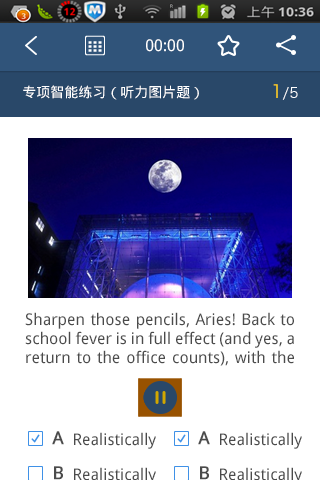 3
12
M
上午 10:36
00:00
专项智能练习（听力图片题）
1/5
Sharpen those pencils, Aries! Back to
school fever is in full effect (and yes, a
return to the office counts), with the
A Realistically
A Realistically
B Realistically
B Realistically